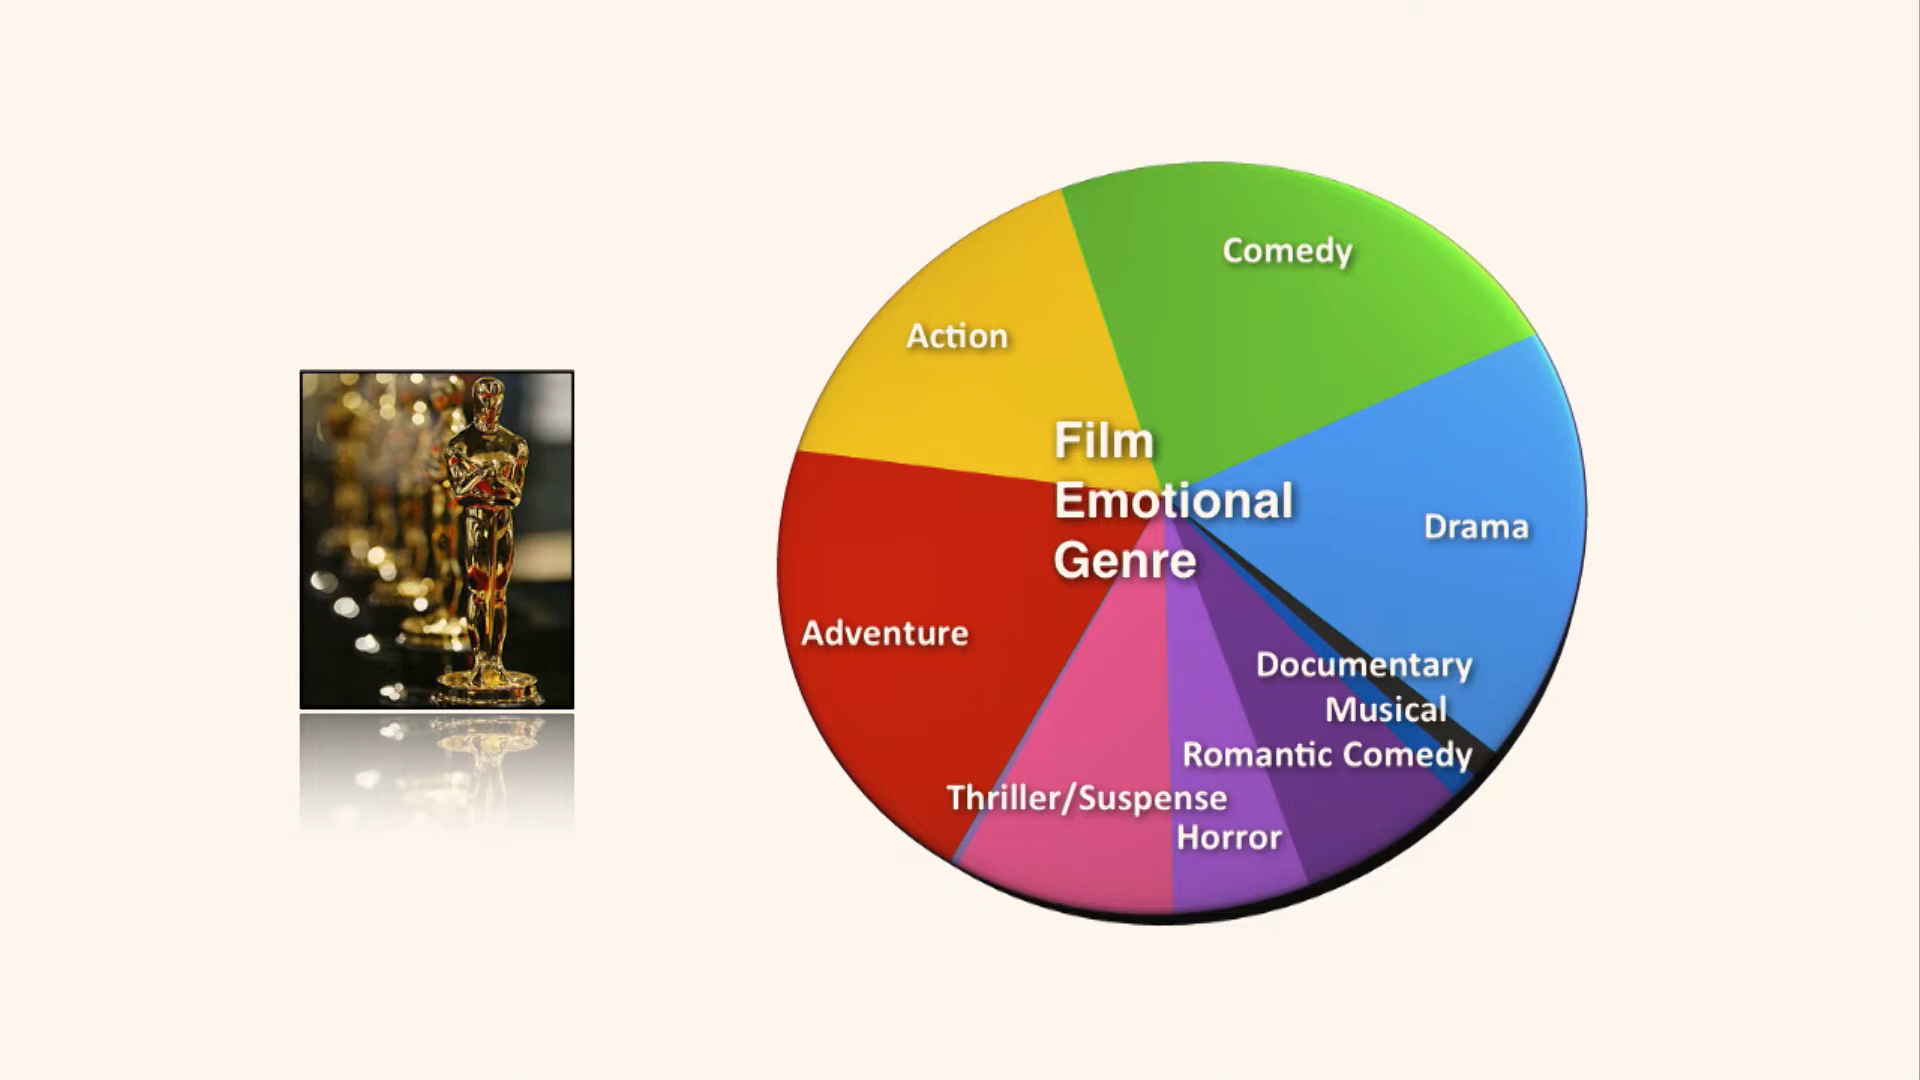 Comedy
Action
Film
Emotional
Genre
Drama
Adventure
Documentary
Musical
Romantic Comedy
Thriller/Suspense
Horror